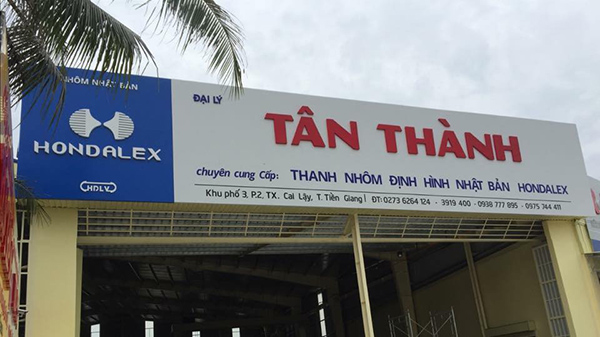 NHÔM NHẬT BẢN
HONDALEX
HDLV
ĐẠI LÝ
TÂN THÀNH
chuyên cung Cấp: THANH NHÔM ĐỊNH HÌNH NHẬT BẢN HONDALEX
Khu phố 3, P.2, TX. Cai Lậy, T. Tiền Giang | ĐT: 0273 6264 124 - 3919 400 - 0938 777 895 - 0975 744 411